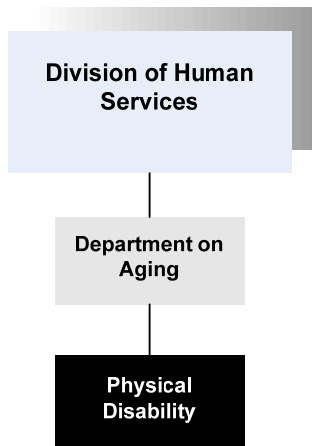 Division of Human
Services
Department on
Aging
Physical
Disability